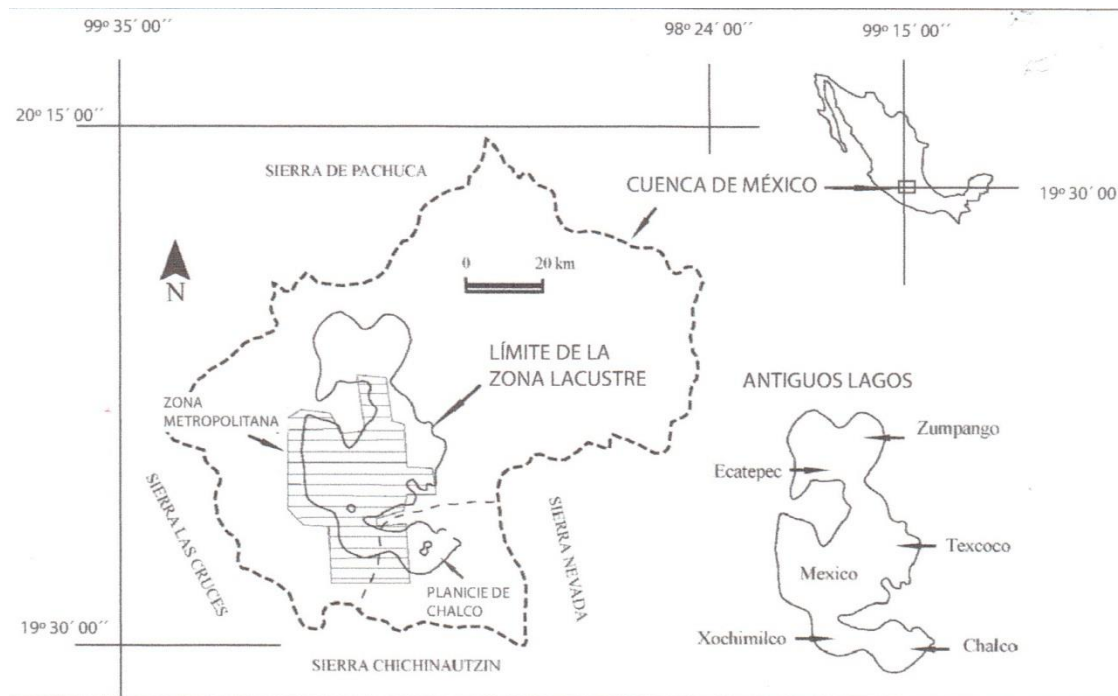 99º 35´ 00´´
98º 24´ 00´´
99º 15´ 00´´
20º 15´ 00´´
SIERRA DE PACHUCA
CUENCA DE MÉXICO
19º 30´ 00
N
0
20 km
LÍMITE DE LA
ZONA LACUSTRE
ANTIGUOS LAGOS
ZONA
METROPOLITANA
Zumpango
Ecatepec
SIERRA LAS CRUCES
SIERRA NEVADA
Texcoco
Mexico
PLANICIE DE
CHALCO
Xochimilco
Chalco
19º 30´ 00´´
SIERRA CHICHINAUTZIN